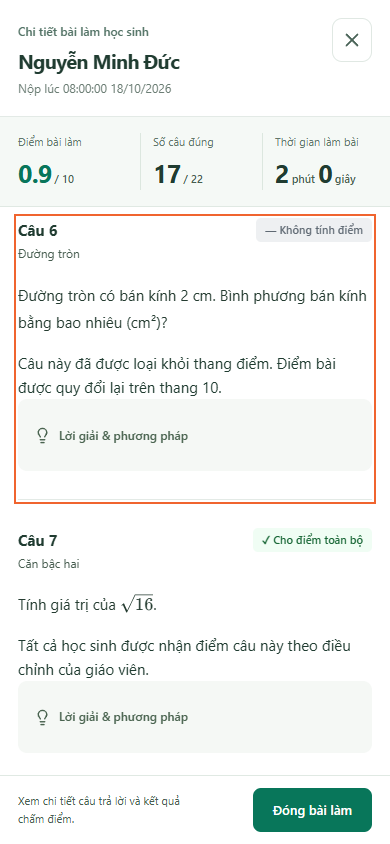 Chi tiết bài làm học sinh
Nguyễn Minh Đức
Nộp lúc 08:00:00 18/10/2026
Điểm bài làm
0.9 / 10
Số câu đúng
17 / 22
Thời gian làm bài
2 phút 0 giây
Câu 6
— Không tính điểm
Đường tròn
Đường tròn có bán kính 2 cm. Bình phương bán kính
bằng bao nhiêu (cm²)?
Câu này đã được loại khỏi thang điểm. Điểm bài
được quy đổi lại trên thang 10.
Lời giải & phương pháp
Câu 7
✓ Cho điểm toàn bộ
Căn bậc hai
Tính giá trị của √16.
Tất cả học sinh được nhận điểm câu này theo điều
chỉnh của giáo viên.
Lời giải & phương pháp
Xem chi tiết câu trả lời và kết quả
chấm điểm.
Đóng bài làm